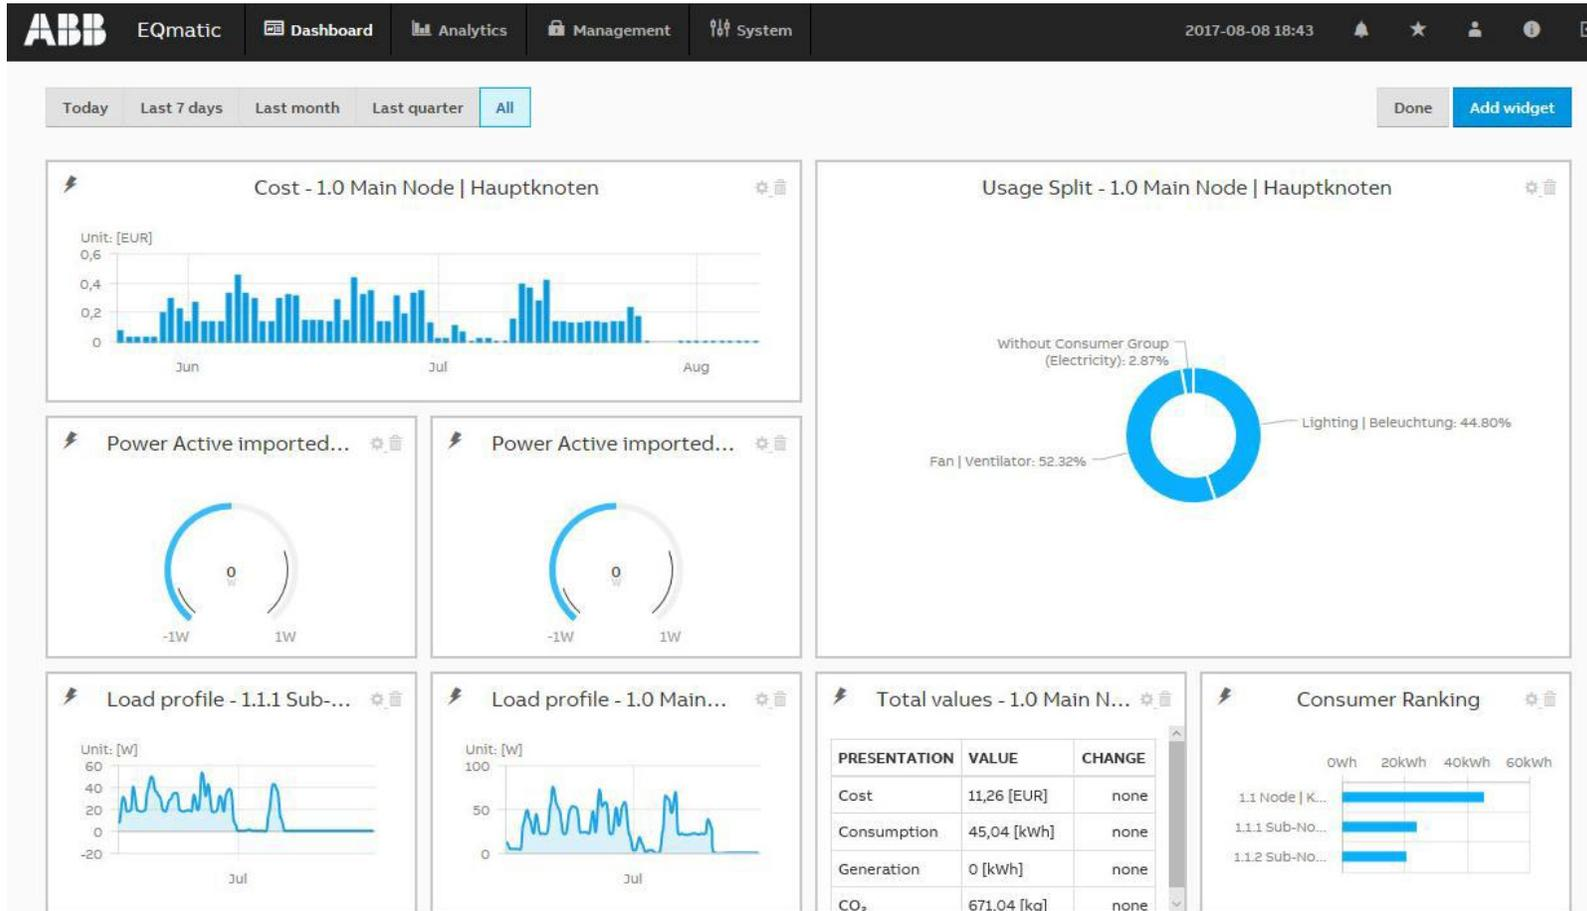 ABB EQmatic Dashboard Analytics Management System 2017-08-08 18:43
Today Last 7 days Last month Last quarter All Done Add widget
Cost - 1.0 Main Node | Hauptknoten
Unit: [EUR]
0,6
0,4
0,2
0
Jun Jul Aug
Usage Split - 1.0 Main Node | Hauptknoten
Without Consumer Group
(Electricity): 2.87%
Lighting | Beleuchtung: 44.80%
Fan | Ventilator: 52.32%
Power Active imported...
0
W
-1W 1W
Power Active imported...
0
W
-1W 1W
Load profile - 1.1.1 Sub-...
Unit: [W]
60
40
20
0
-20
Jul
Load profile - 1.0 Main...
Unit: [W]
100
50
0
Jul
Total values - 1.0 Main N...
PRESENTATION VALUE CHANGE
Cost 11,26 [EUR] none
Consumption 45,04 [kWh] none
Generation 0 [kWh] none
CO₂ 671,04 [kg] none
Consumer Ranking
0Wh 20kWh 40kWh 60kWh
1.1 Node | K...
1.1.1 Sub-No...
1.1.2 Sub-No...